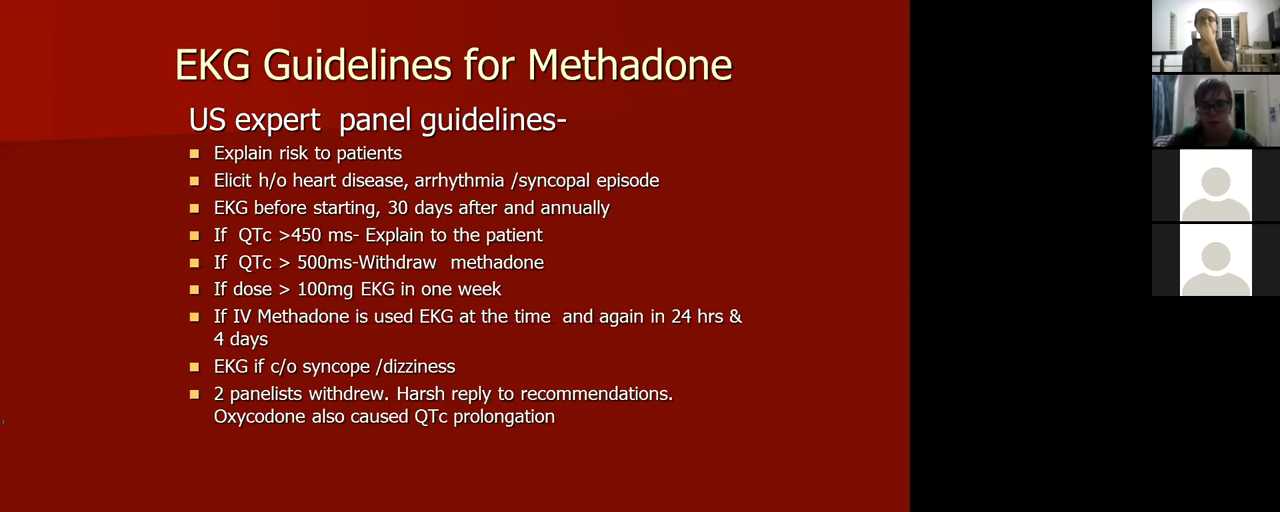 EKG Guidelines for Methadone
US expert panel guidelines-
Explain risk to patients
Elicit h/o heart disease, arrhythmia /syncopal episode
EKG before starting, 30 days after and annually
If QTc >450 ms- Explain to the patient
If QTc > 500ms-Withdraw methadone
If dose > 100mg EKG in one week
If IV Methadone is used EKG at the time and again in 24 hrs &
4 days
EKG if c/o syncope /dizziness
2 panelists withdrew. Harsh reply to recommendations.
Oxycodone also caused QTc prolongation